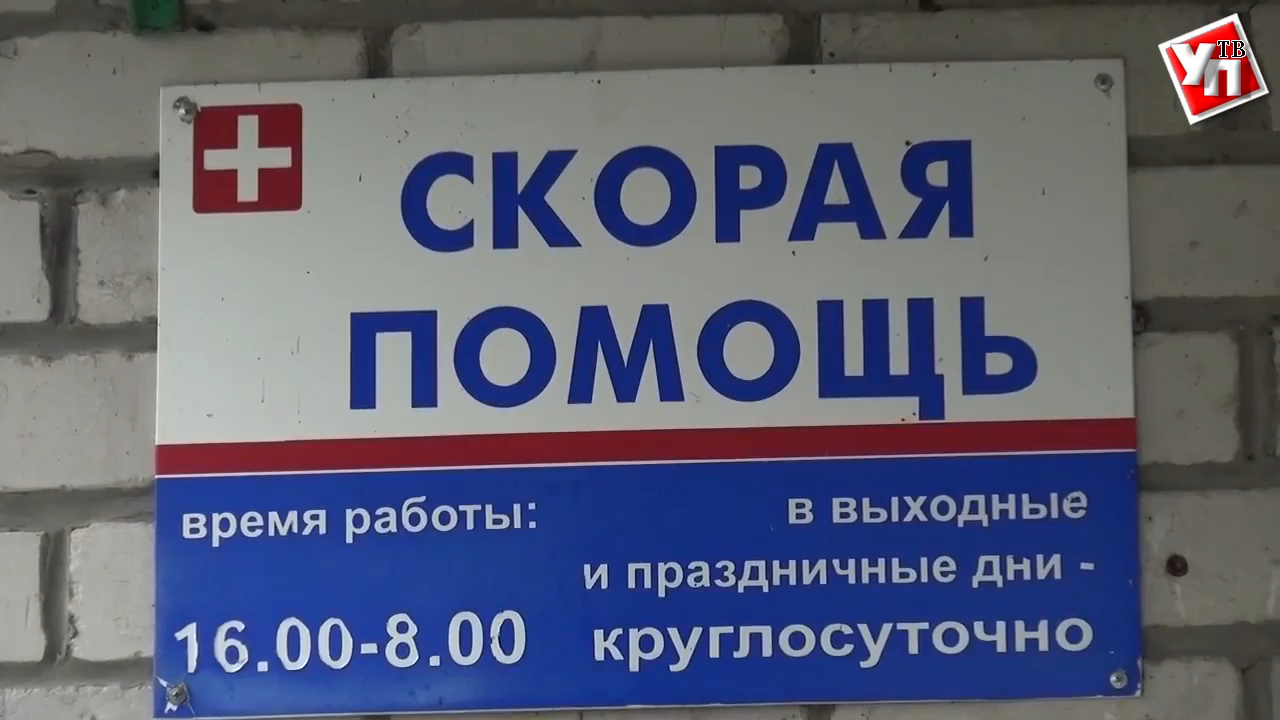 УП ТВ
СКОРАЯ
ПОМОЩЬ
время работы:
16.00-8.00
в выходные
и праздничные дни -
круглосуточно